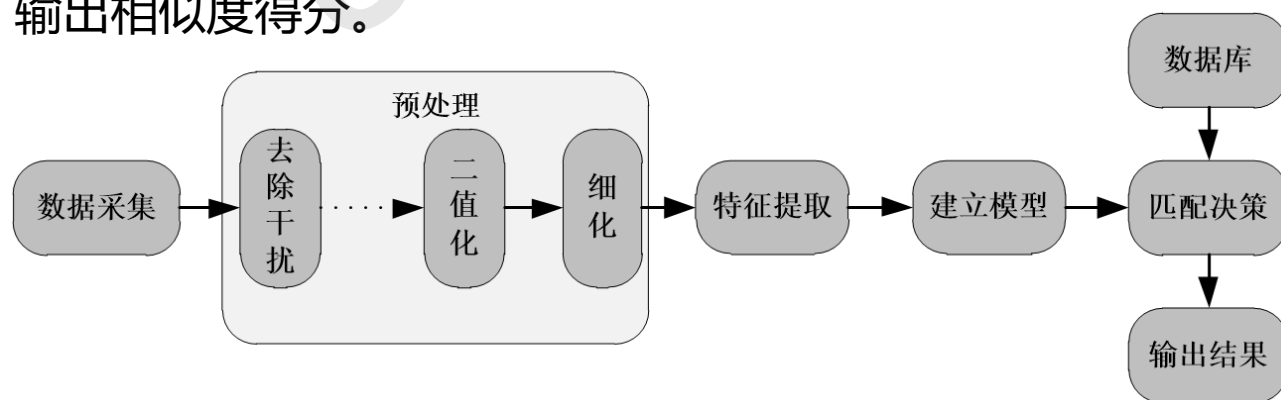 输出相似度得分。
数据库
预处理
数据采集
去除干扰
······
二值化
细化
特征提取
建立模型
匹配决策
输出结果